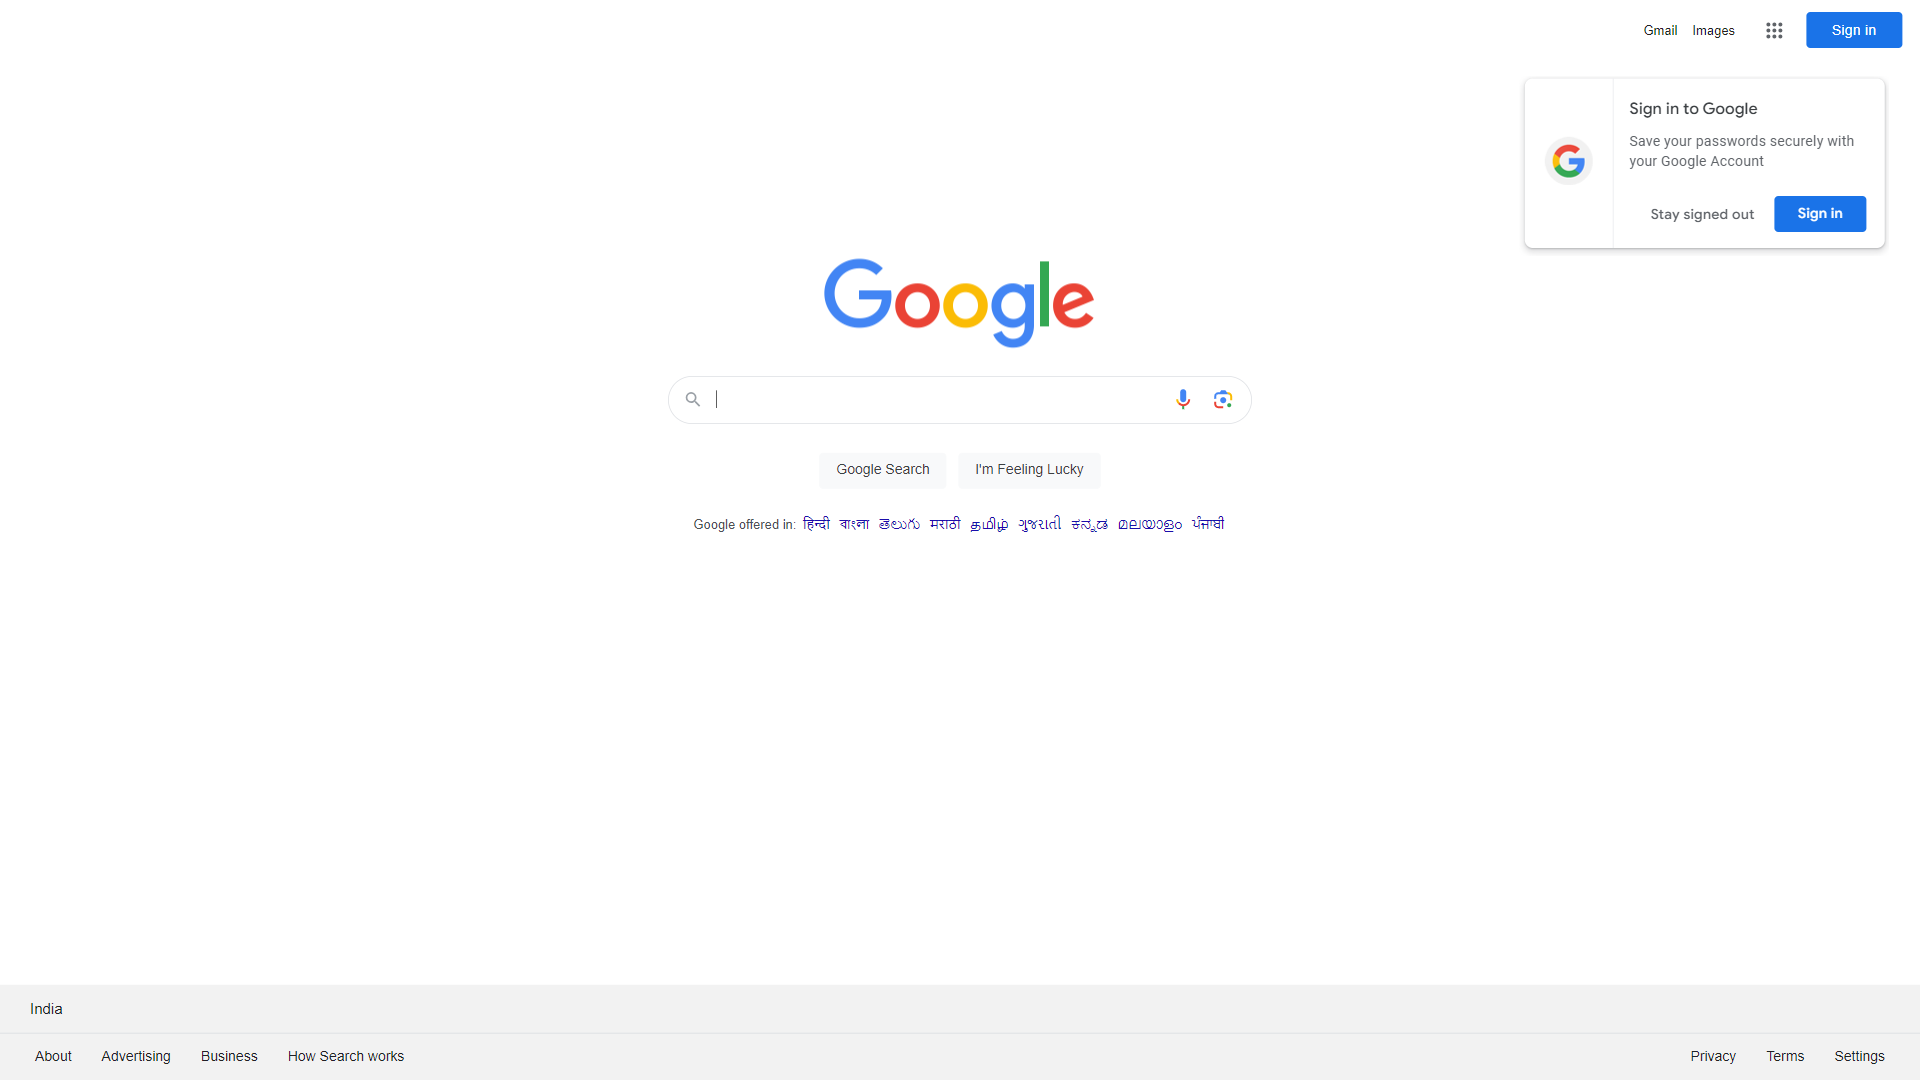 Gmail Images Sign in
Sign in to Google
Save your passwords securely with
your Google Account
Stay signed out Sign in
Google
Google Search I'm Feeling Lucky
Google offered in: हिन्दी বাংলা తెలుగు मराठी தமிழ் ગુજરાતી ಕನ್ನಡ മലയാളം ਪੰਜਾਬੀ
India
About Advertising Business How Search works Privacy Terms Settings